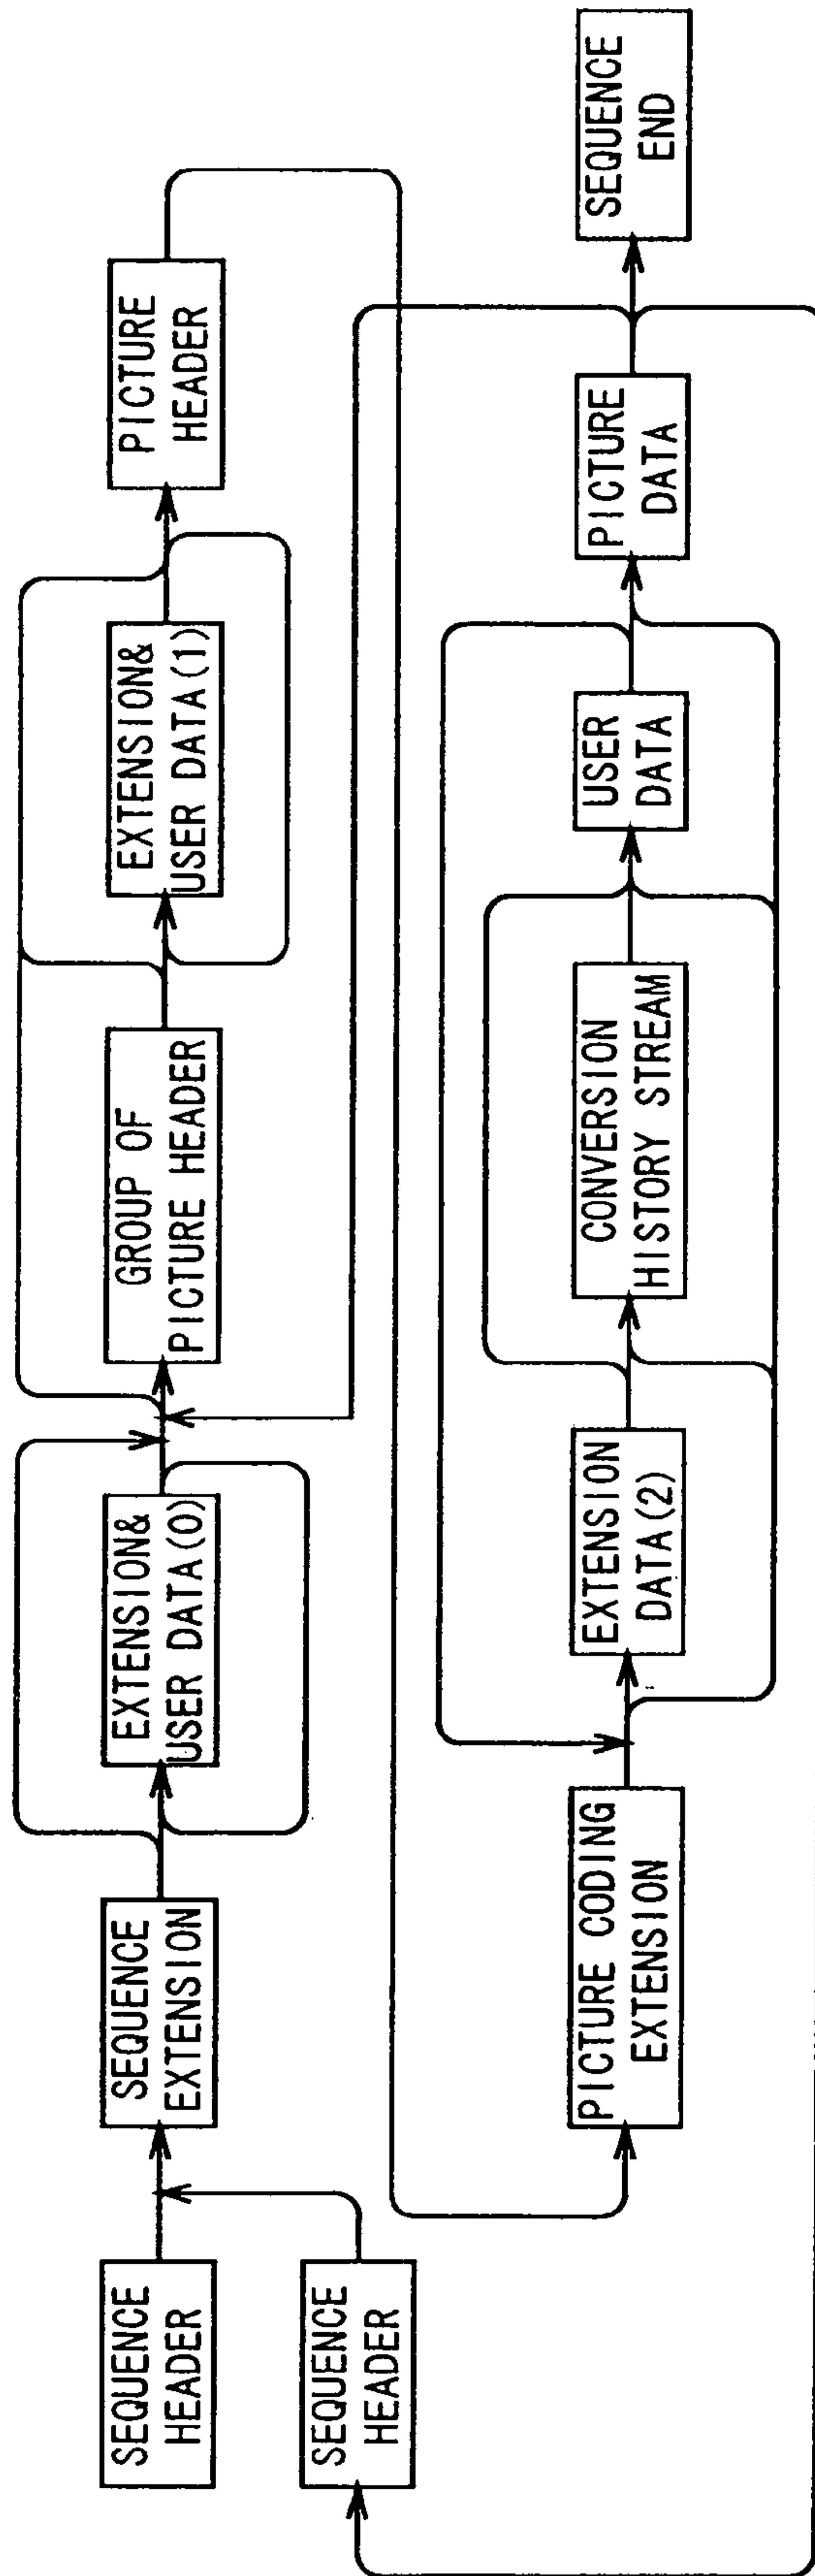 SEQUENCE
HEADER
SEQUENCE
EXTENSION
EXTENSION&
USER DATA(0)
GROUP OF
PICTURE HEADER
EXTENSION&
USER DATA(1)
PICTURE
HEADER
SEQUENCE
HEADER
PICTURE CODING
EXTENSION
EXTENSION
DATA(2)
CONVERSION
HISTORY STREAM
USER
DATA
PICTURE
DATA
SEQUENCE
END